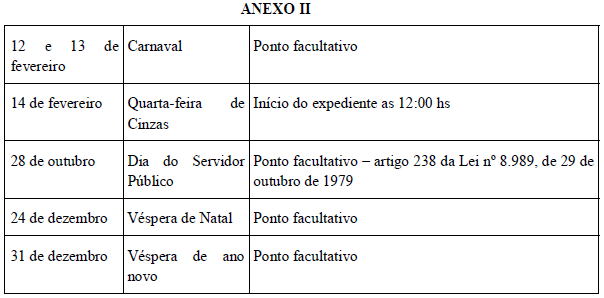 ANEXO II
12 e 13 de fevereiro Carnaval Ponto facultativo
14 de fevereiro Quarta-feira de Cinzas Início do expediente as 12:00 hs
28 de outubro Dia do Servidor Público Ponto facultativo – artigo 238 da Lei nº 8.989, de 29 de outubro de 1979
24 de dezembro Véspera de Natal Ponto facultativo
31 de dezembro Véspera de ano novo Ponto facultativo